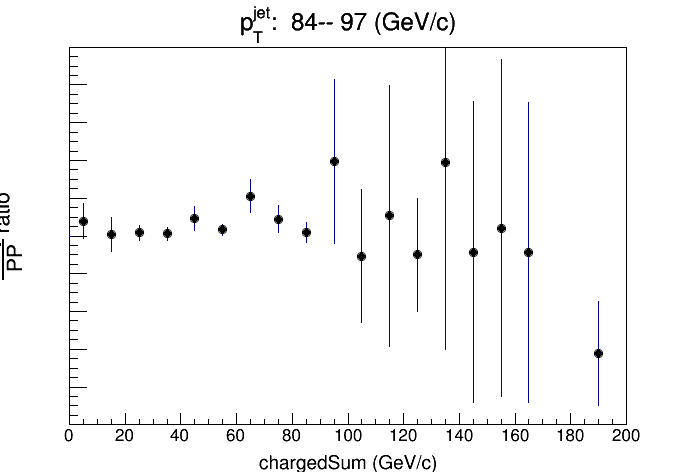 p_T^jet: 84-- 97 (GeV/c)
PP ratio
0 20 40 60 80 100 120 140 160 180 200
chargedSum (GeV/c)